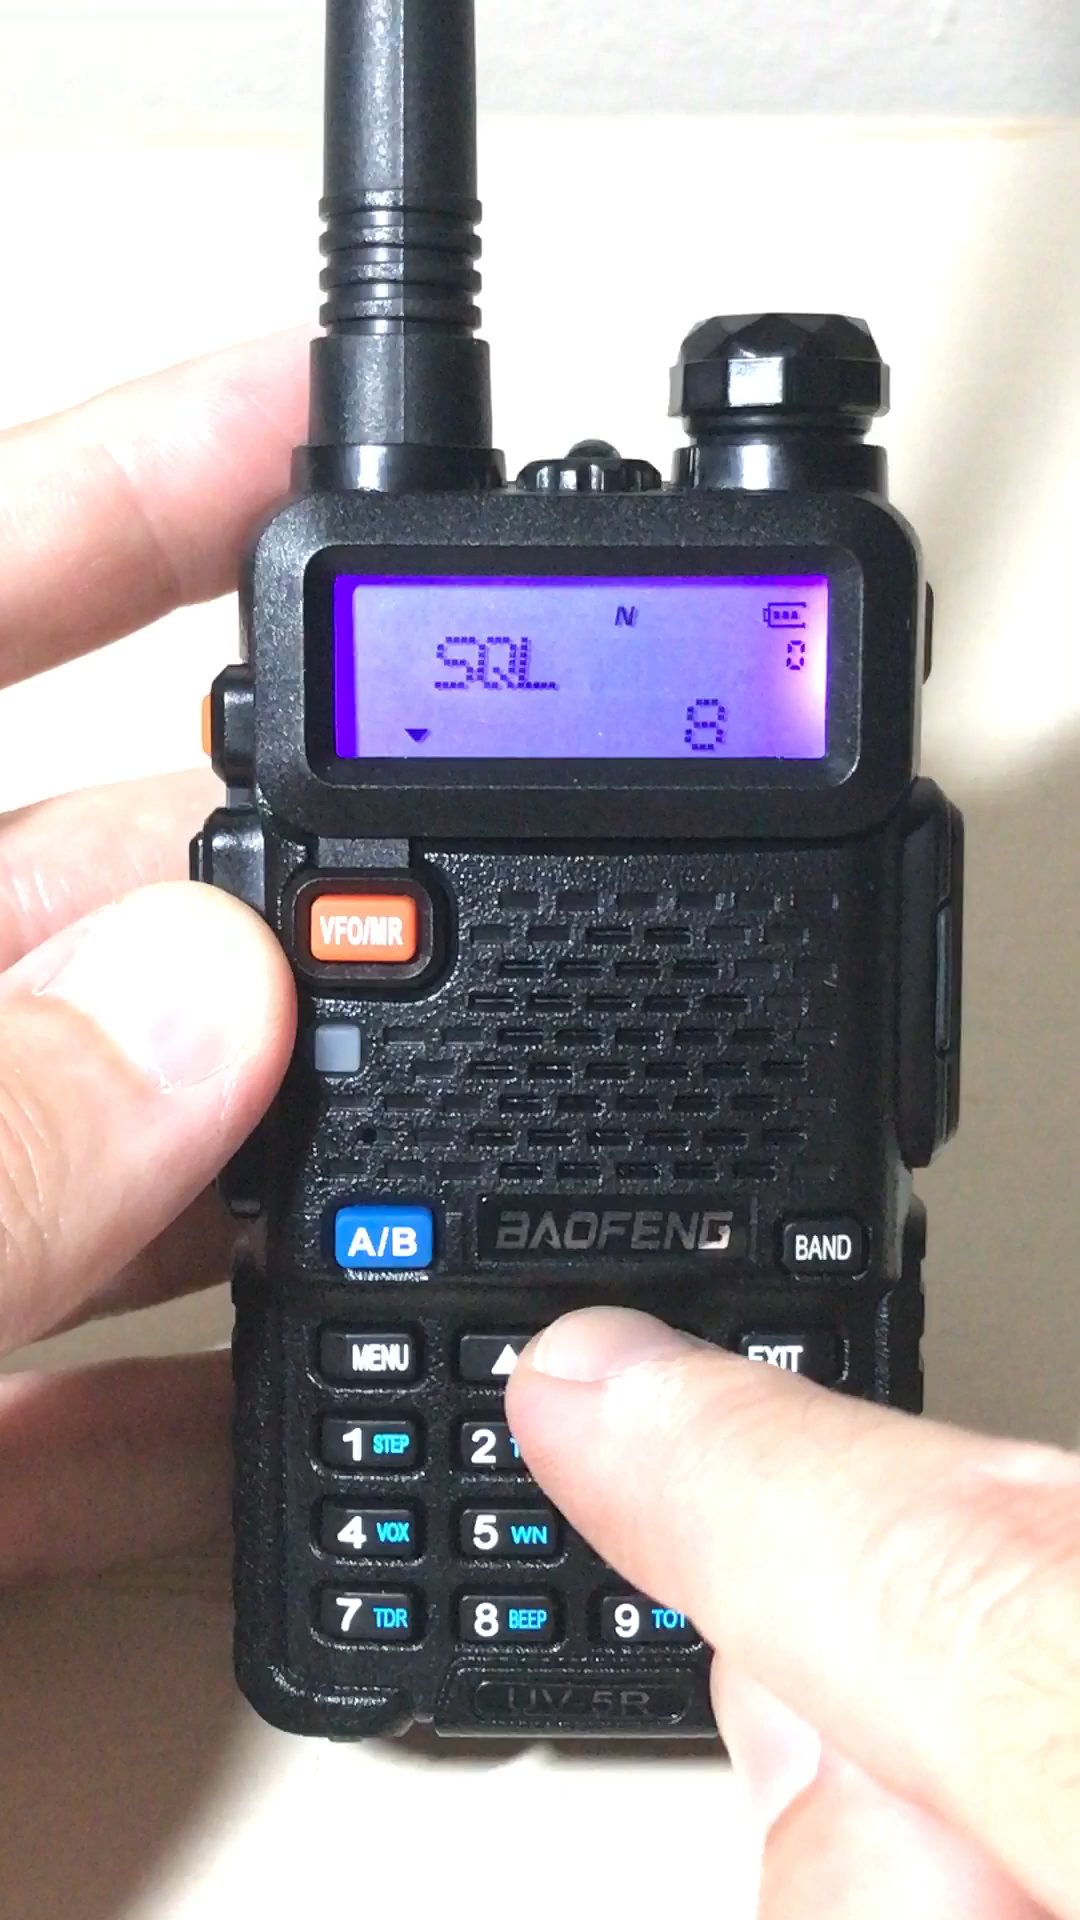 N
SQL 0
8
VFO/MR
A/B BAOFENG BAND
MENU ▲ EXIT
1 STEP 2
4 VOX 5 WN
7 TDR 8 BEEP 9 TOT
UV-5R